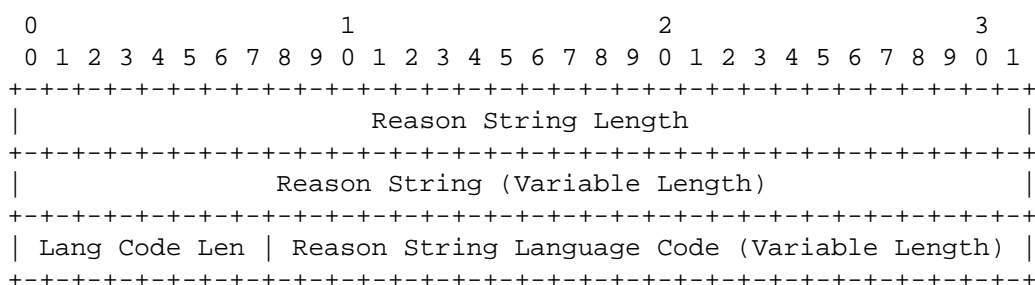 0                   1                   2                   3
 0 1 2 3 4 5 6 7 8 9 0 1 2 3 4 5 6 7 8 9 0 1 2 3 4 5 6 7 8 9 0 1
+-+-+-+-+-+-+-+-+-+-+-+-+-+-+-+-+-+-+-+-+-+-+-+-+-+-+-+-+-+-+-+-+
|                      Reason String Length                     |
+-+-+-+-+-+-+-+-+-+-+-+-+-+-+-+-+-+-+-+-+-+-+-+-+-+-+-+-+-+-+-+-+
|                Reason String (Variable Length)                |
+-+-+-+-+-+-+-+-+-+-+-+-+-+-+-+-+-+-+-+-+-+-+-+-+-+-+-+-+-+-+-+-+
| Lang Code Len | Reason String Language Code (Variable Length) |
+-+-+-+-+-+-+-+-+-+-+-+-+-+-+-+-+-+-+-+-+-+-+-+-+-+-+-+-+-+-+-+-+